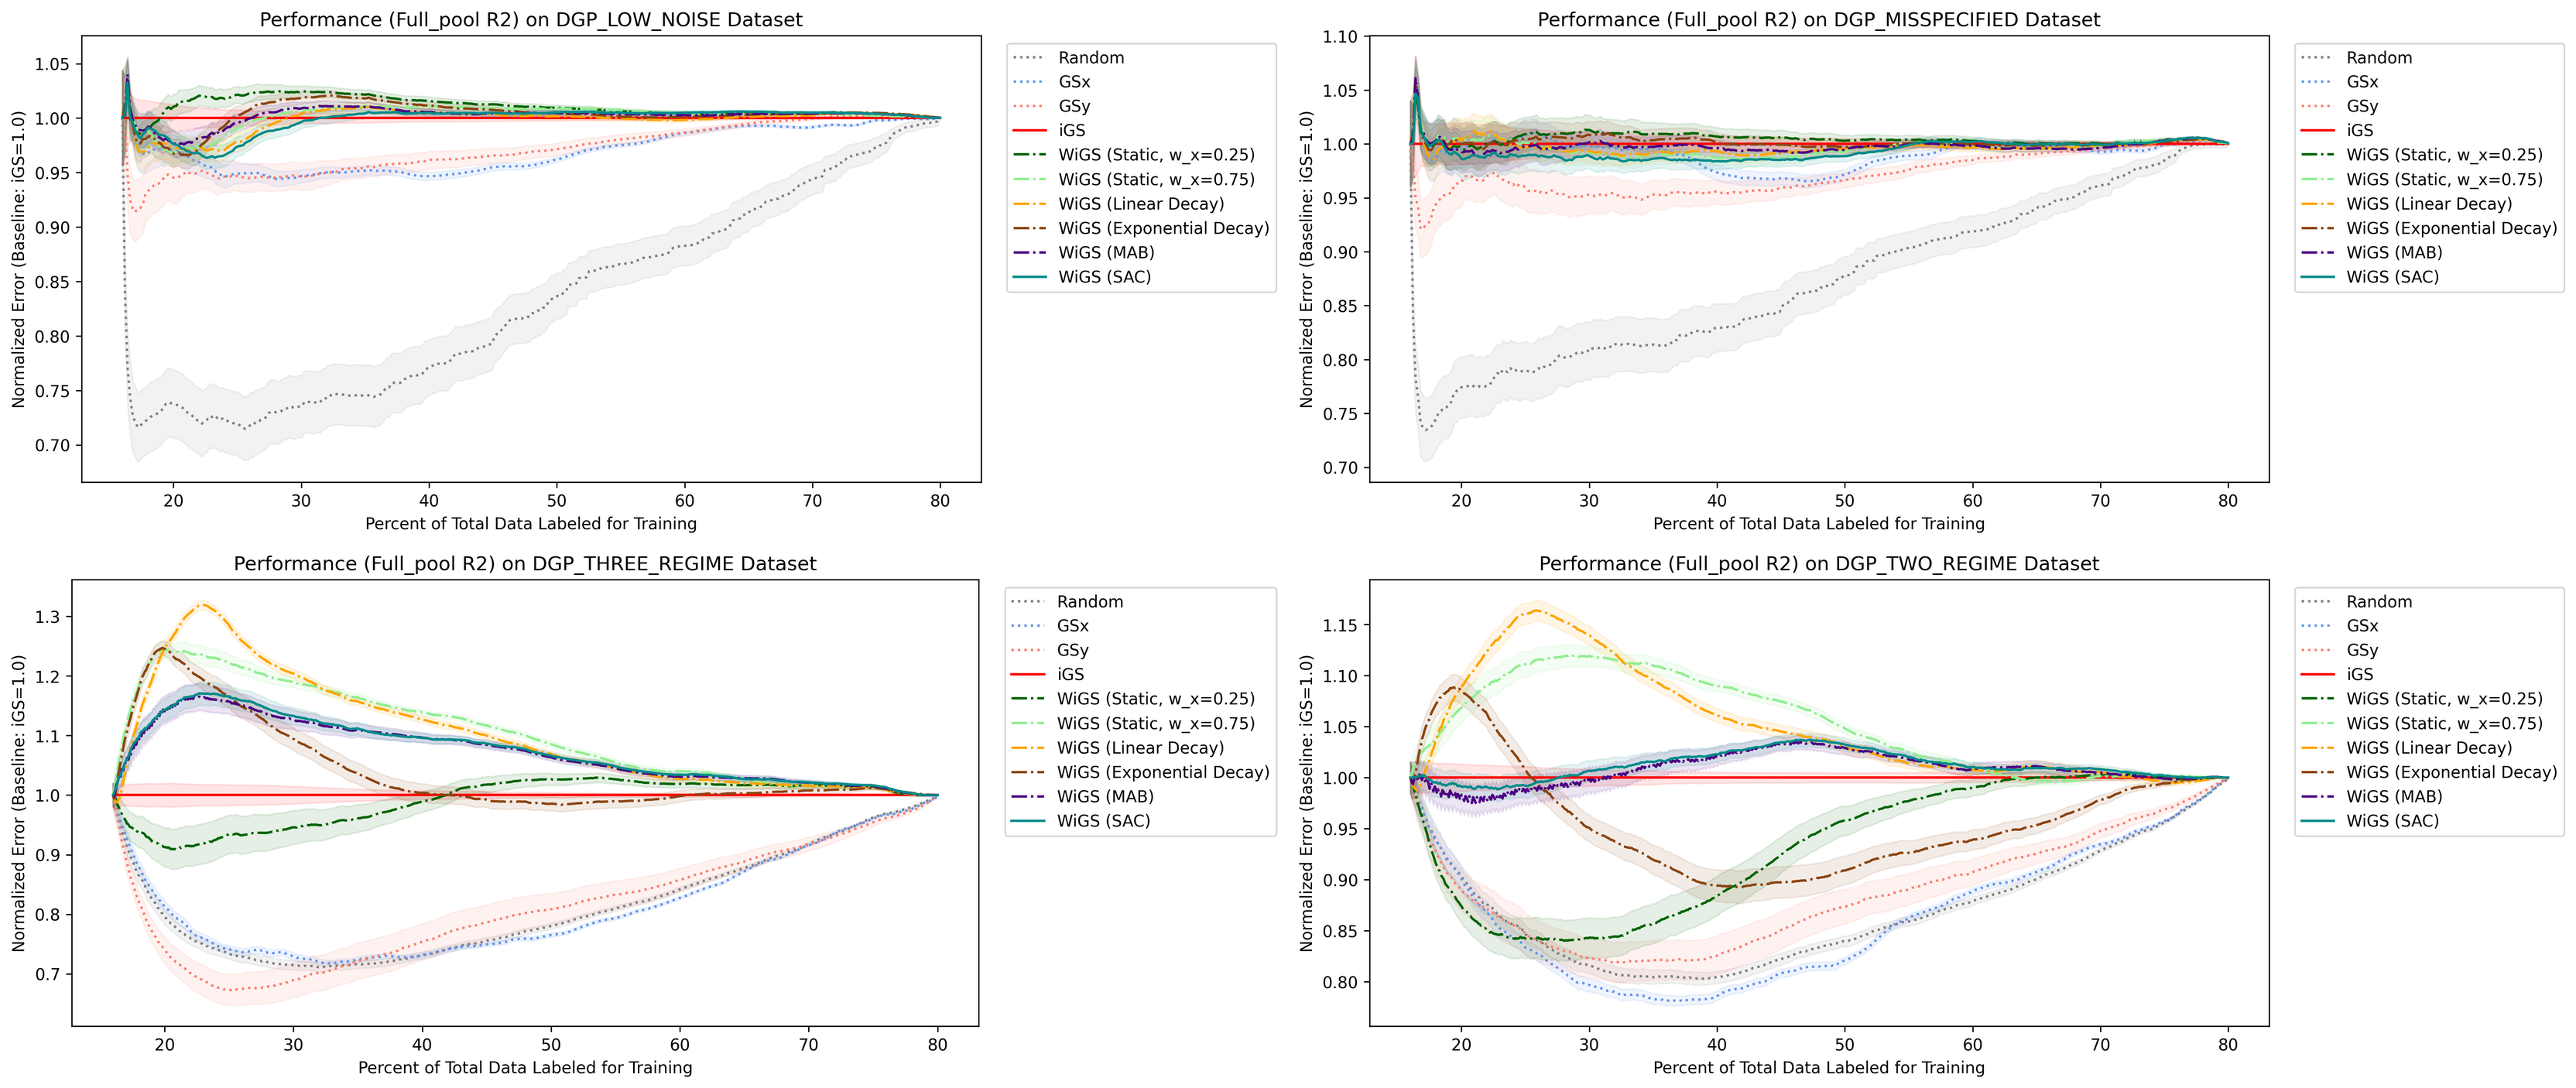 Performance (Full_pool R2) on DGP_LOW_NOISE Dataset
Normalized Error (Baseline: iGS=1.0)
1.05
1.00
0.95
0.90
0.85
0.80
0.75
0.70
20 30 40 50 60 70 80
Percent of Total Data Labeled for Training
Random
GSx
GSy
iGS
WiGS (Static, w_x=0.25)
WiGS (Static, w_x=0.75)
WiGS (Linear Decay)
WiGS (Exponential Decay)
WiGS (MAB)
WiGS (SAC)
Performance (Full_pool R2) on DGP_MISSPECIFIED Dataset
Normalized Error (Baseline: iGS=1.0)
1.10
1.05
1.00
0.95
0.90
0.85
0.80
0.75
0.70
20 30 40 50 60 70 80
Percent of Total Data Labeled for Training
Random
GSx
GSy
iGS
WiGS (Static, w_x=0.25)
WiGS (Static, w_x=0.75)
WiGS (Linear Decay)
WiGS (Exponential Decay)
WiGS (MAB)
WiGS (SAC)
Performance (Full_pool R2) on DGP_THREE_REGIME Dataset
Normalized Error (Baseline: iGS=1.0)
1.3
1.2
1.1
1.0
0.9
0.8
0.7
20 30 40 50 60 70 80
Percent of Total Data Labeled for Training
Random
GSx
GSy
iGS
WiGS (Static, w_x=0.25)
WiGS (Static, w_x=0.75)
WiGS (Linear Decay)
WiGS (Exponential Decay)
WiGS (MAB)
WiGS (SAC)
Performance (Full_pool R2) on DGP_TWO_REGIME Dataset
Normalized Error (Baseline: iGS=1.0)
1.15
1.10
1.05
1.00
0.95
0.90
0.85
0.80
20 30 40 50 60 70 80
Percent of Total Data Labeled for Training
Random
GSx
GSy
iGS
WiGS (Static, w_x=0.25)
WiGS (Static, w_x=0.75)
WiGS (Linear Decay)
WiGS (Exponential Decay)
WiGS (MAB)
WiGS (SAC)